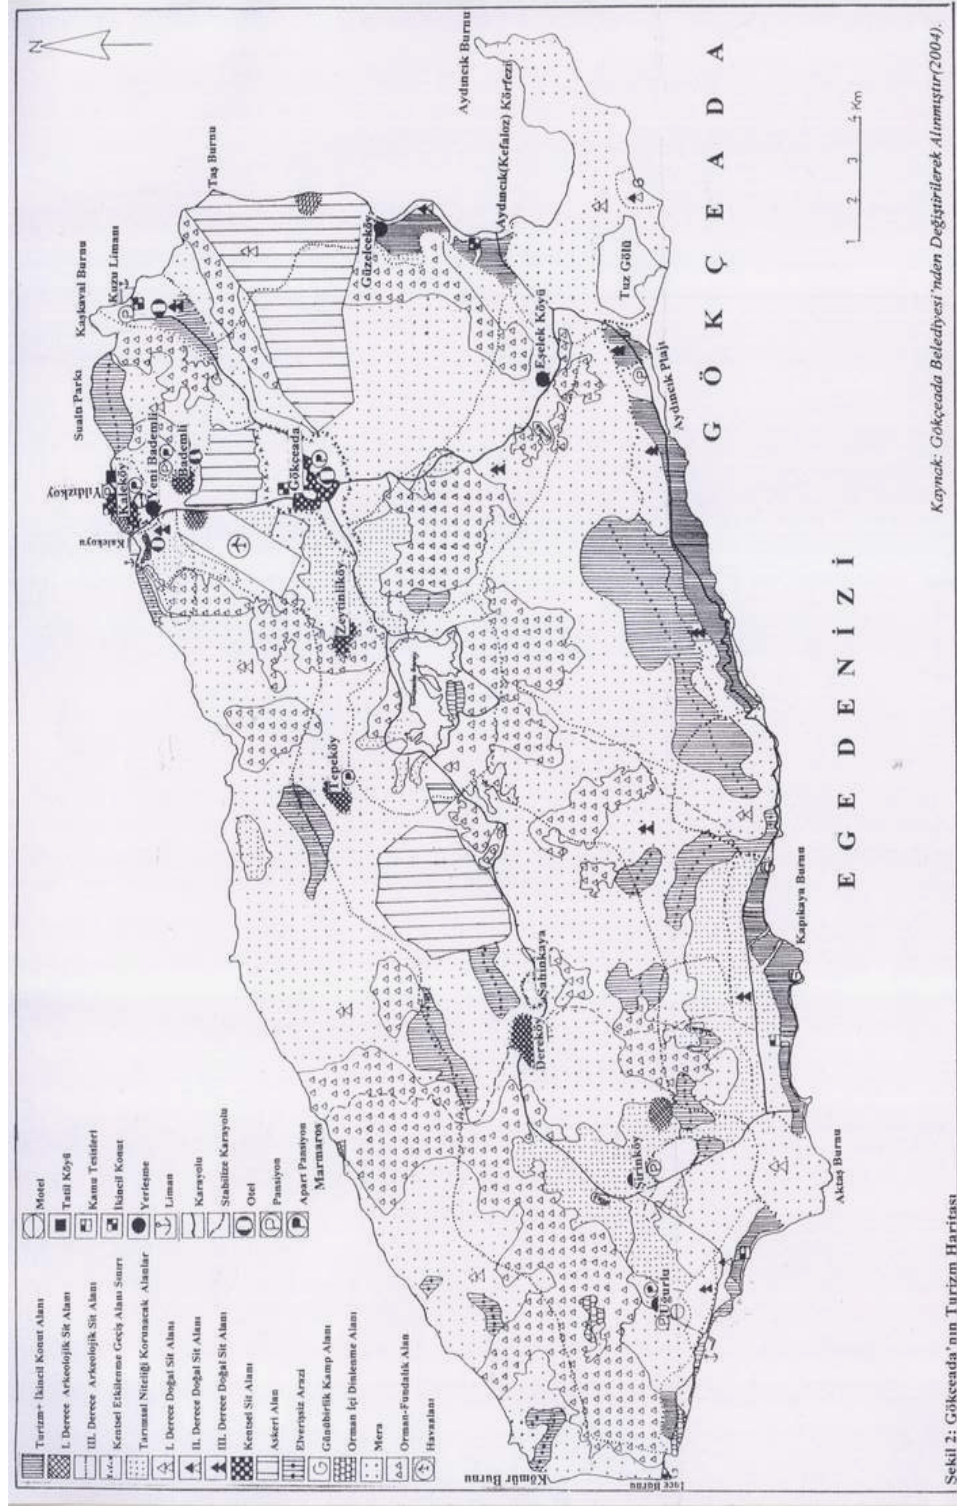 N
Motel
Tatil Köyü
Kamu Tesisleri
İkincil Konut
Yerleşme
Liman
Karayolu
Stabilize Karayolu
Otel
Pansiyon
Apart Pansiyon
Turizm+ İkincil Konut Alanı
I. Derece Arkeolojik Sit Alanı
III. Derece Arkeolojik Sit Alanı
Kentsel Etkilenme Geçiş Alanı Sınırı
Tarımsal Niteliği Korunacak Alanlar
I. Derece Doğal Sit Alanı
II. Derece Doğal Sit Alanı
III. Derece Doğal Sit Alanı
Kentsel Sit Alanı
Askeri Alan
Elverişsiz Arazi
Günübirlik Kamp Alanı
Orman İçi Dinlenme Alanı
Mera
Orman-Fundalık Alan
Havaalanı
Marmaros
Kömür Burnu
İnce Burnu
Uğurlu
Şirinköy
Aktaş Burnu
Dereköy
Şahinkaya
Kapıkaya Burnu
Tepeköy
Zeytinliköy
Gökçeada
Kaleköy
Yıldızköy
Yeni Bademli
Bademli
Sualtı Parkı
Kaşkaval Burnu
Kuzu Limanı
Taş Burnu
Güzelceköy
Aydıncık(Kefaloz) Körfezi
Aydıncık Burnu
Eşelek Köyü
Tuz Gölü
Aydıncık Plajı
G Ö K Ç E A D A
E G E D E N İ Z İ
1 2 3 4 Km
Kaynak: Gökçeada Belediyesi'nden Değiştirilerek Alınmıştır(2004).
Şekil 2: Gökçeada'nın Turizm Haritası